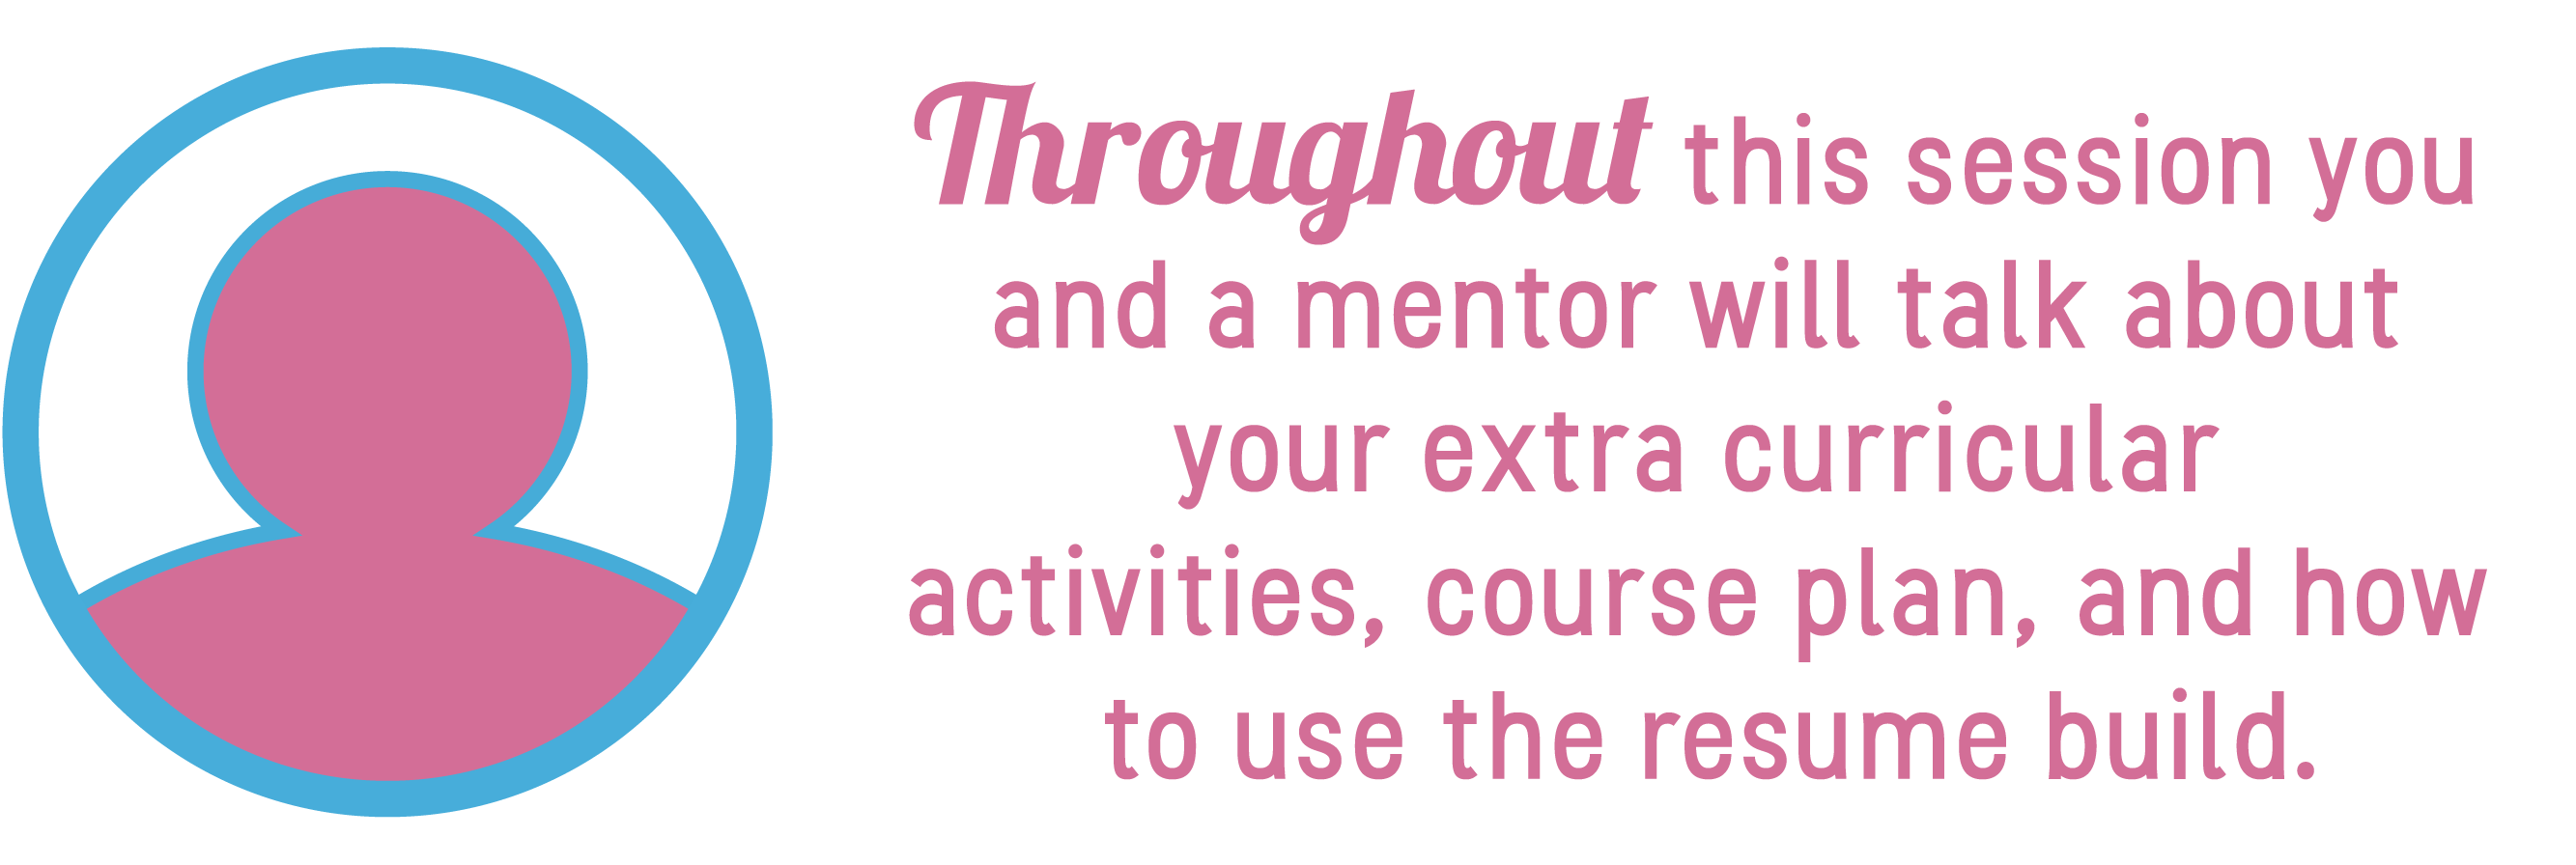 Throughout this session you
and a mentor will talk about
your extra curricular
activities, course plan, and how
to use the resume build.